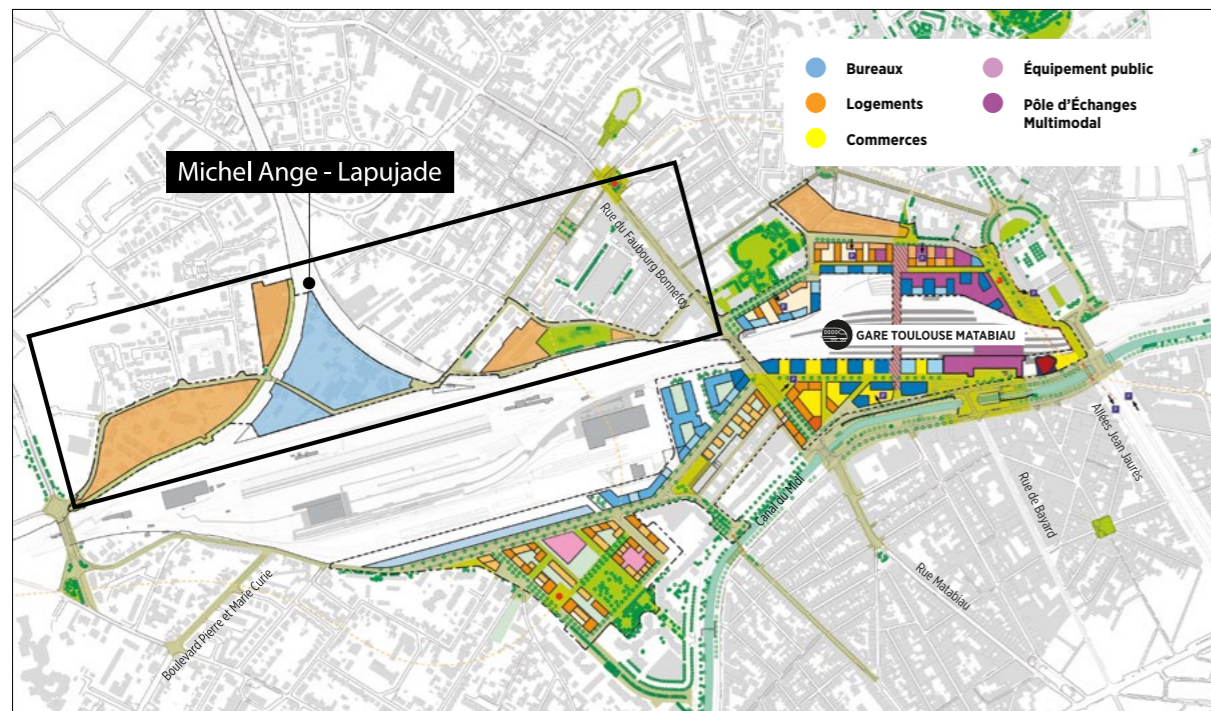 Bureaux
Logements
Commerces
Équipement public
Pôle d'Échanges
Multimodal
Michel Ange - Lapujade
Rue du Faubourg Bonnefoy
GARE TOULOUSE MATABIAU
Allées Jean Jaurès
Canal du Midi
Rue de Bayard
Rue Matabiau
Boulevard Pierre et Marie Curie